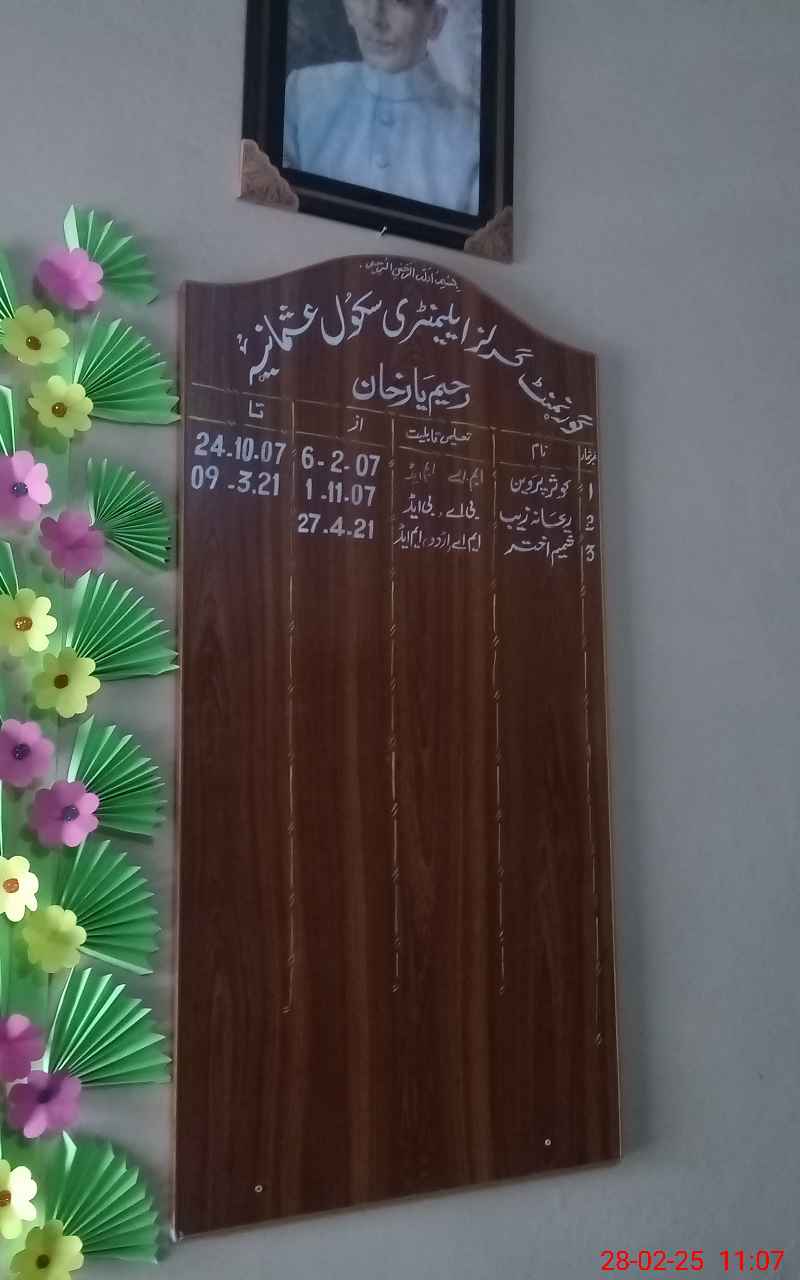 بسم اللہ الرحمن الرحیم
گورنمنٹ گرلز ایلیمنٹری سکول عثمانیہ
رحیم یار خان
نمبرشمار نام تعلیمی قابلیت از تا
1 کوثر پروین ایم اے ایم ایڈ 6-2-07 24.10.07
2 ریحانہ زیب بی اے، بی ایڈ 1-11-07 09-3.21
3 شمیم اختر ایم اے اردو، ایم ایڈ 27.4-21
28-02-25 11:07